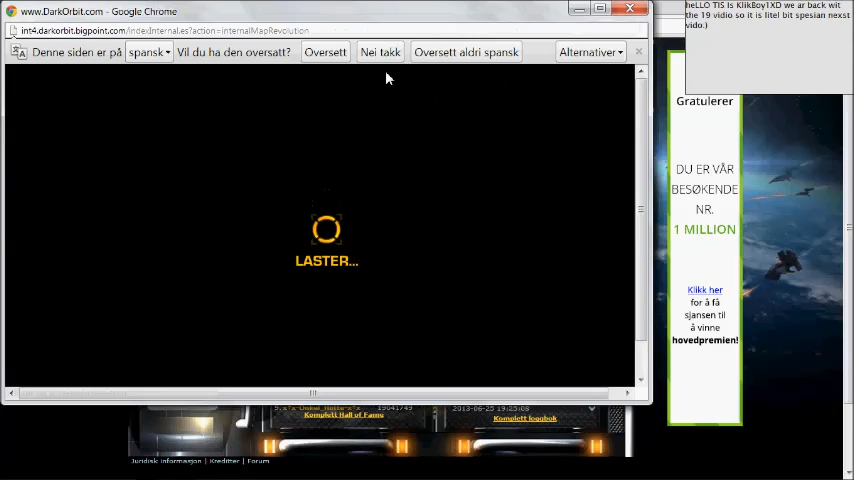 www.DarkOrbit.com - Google Chrome
int4.darkorbit.bigpoint.com/indexInternal.es?action=internalMapRevolution
Denne siden er på spansk Vil du ha den oversatt? Oversett Nei takk Oversett aldri spansk Alternativer
LASTER...
heLLO TIS Is KlikBoy1XD we ar back wit
the 19 vidio so it is litel bit spesian nexst
vido:)
Gratulerer
DU ER VÅR
BESØKENDE
NR.
1 MILLION
Klikk her
for å få
sjansen til
å vinne
hovedpremien!
19041749
Komplett Hall of Fame
2013-06-25 19:25:08
Komplett loggbok
Juridisk informasjon | Kreditter | Forum